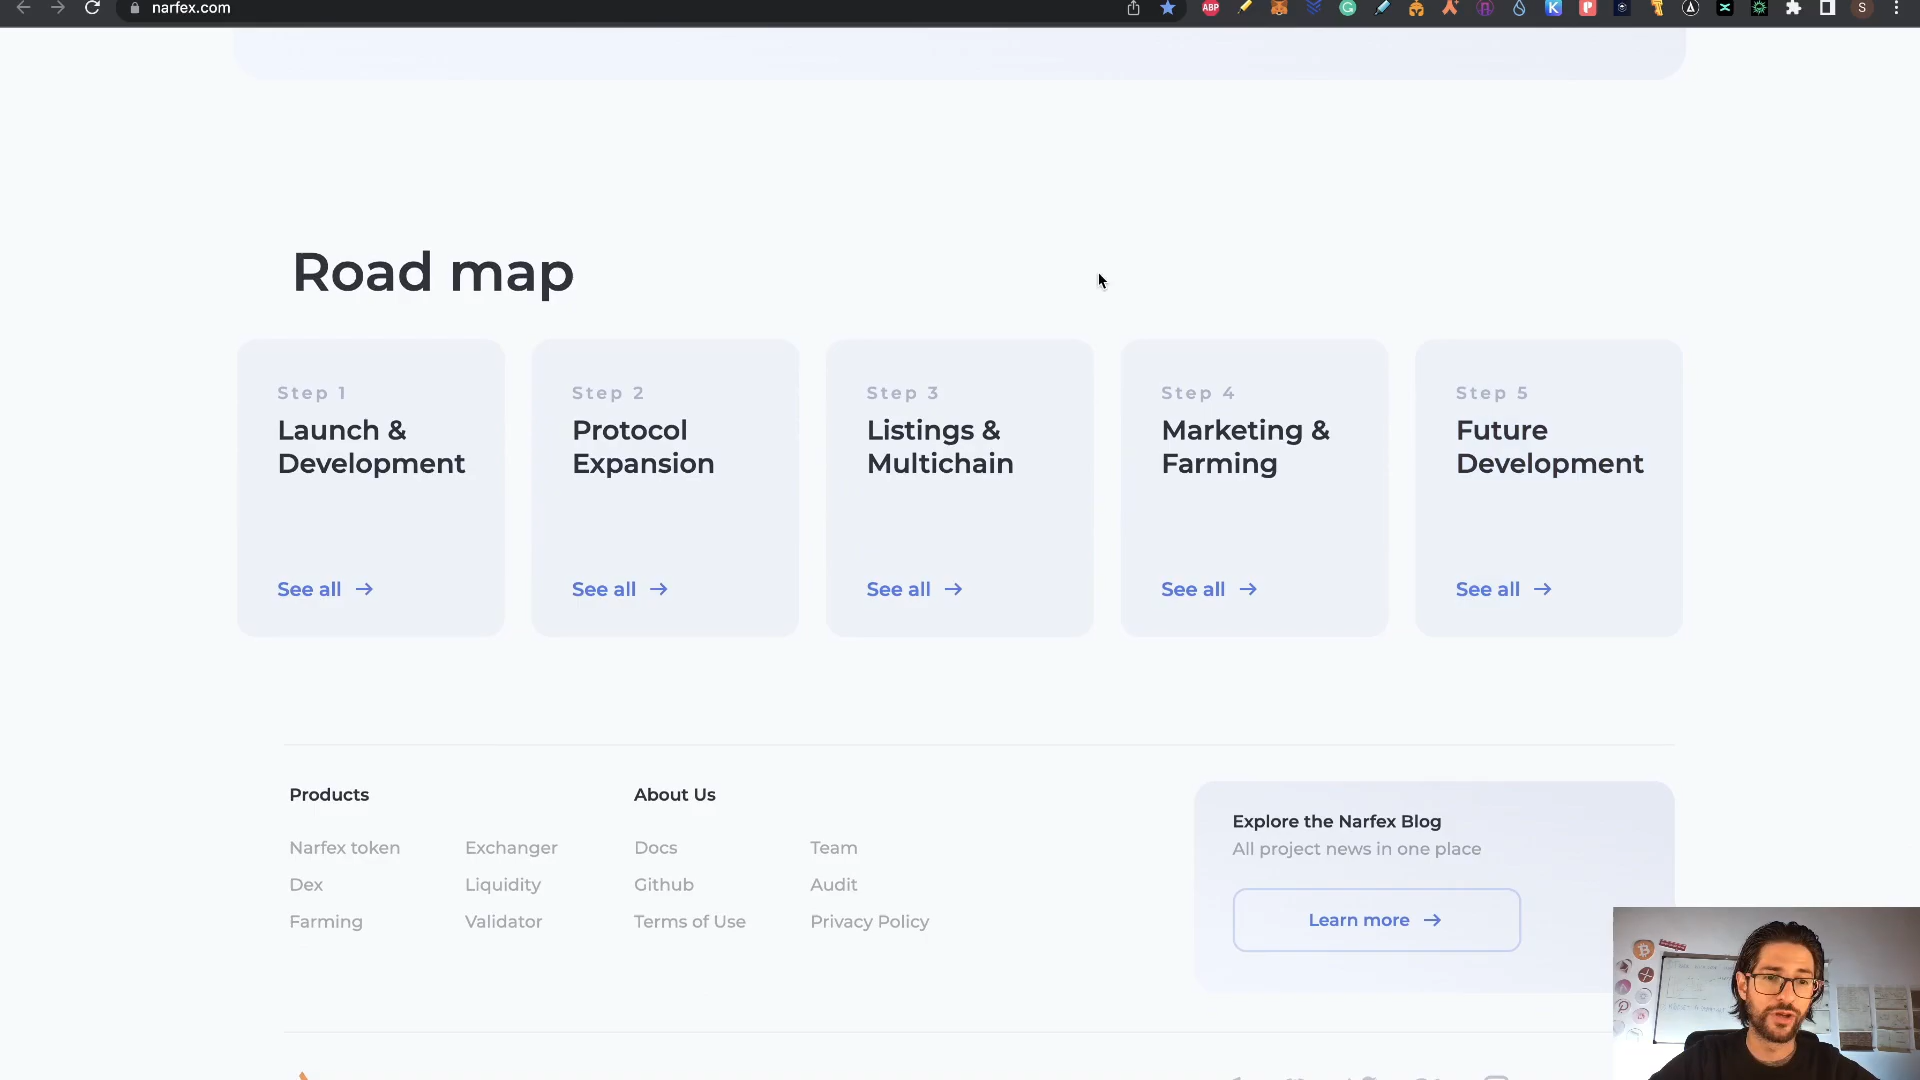 narfex.com
ABP
S
Road map
Step 1
Launch &
Development
See all →
Step 2
Protocol
Expansion
See all →
Step 3
Listings &
Multichain
See all →
Step 4
Marketing &
Farming
See all →
Step 5
Future
Development
See all →
Products
Narfex token
Exchanger
Dex
Liquidity
Farming
Validator
About Us
Docs
Team
Github
Audit
Terms of Use
Privacy Policy
Explore the Narfex Blog
All project news in one place
Learn more →